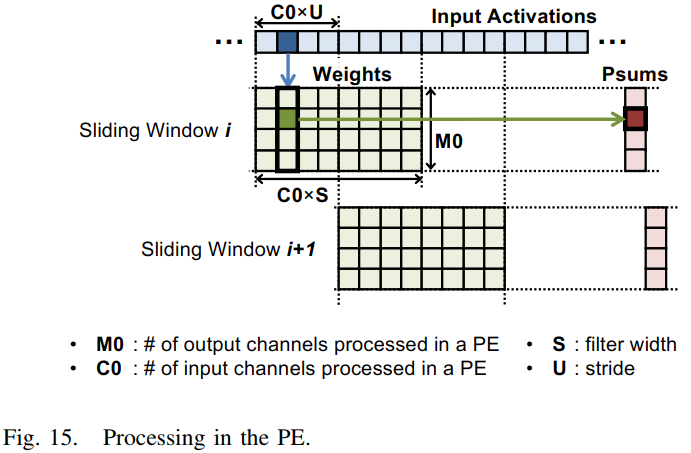 C0×U
Input Activations
... ...
Weights
Psums
Sliding Window i
M0
C0×S
Sliding Window i+1
• M0 : # of output channels processed in a PE • S : filter width
• C0 : # of input channels processed in a PE • U : stride
Fig. 15. Processing in the PE.